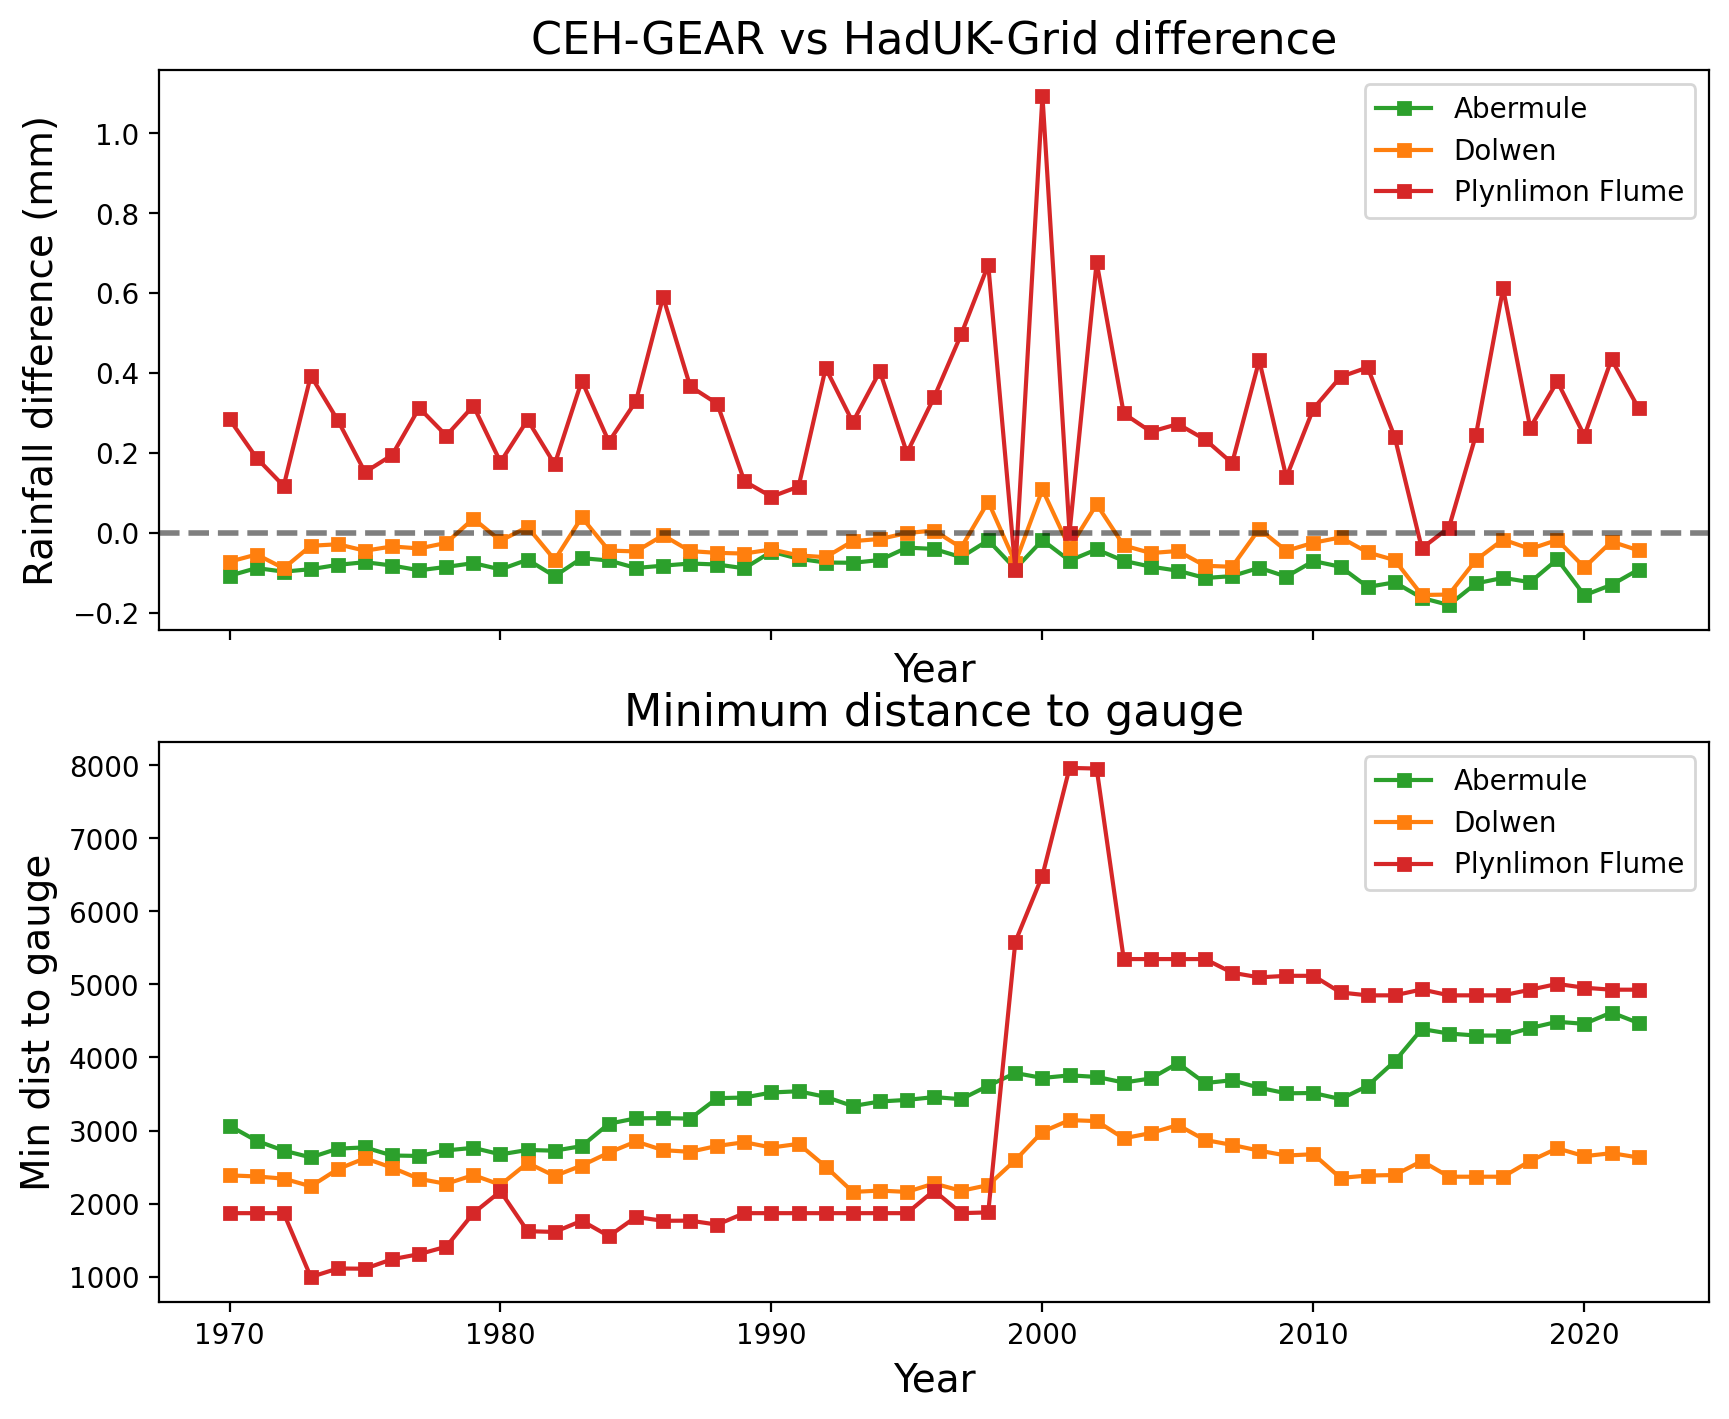 CEH-GEAR vs HadUK-Grid difference
Rainfall difference (mm)
1.0
0.8
0.6
0.4
0.2
0.0
−0.2
Abermule
Dolwen
Plynlimon Flume
Year
Minimum distance to gauge
Min dist to gauge
8000
7000
6000
5000
4000
3000
2000
1000
Abermule
Dolwen
Plynlimon Flume
1970 1980 1990 2000 2010 2020
Year